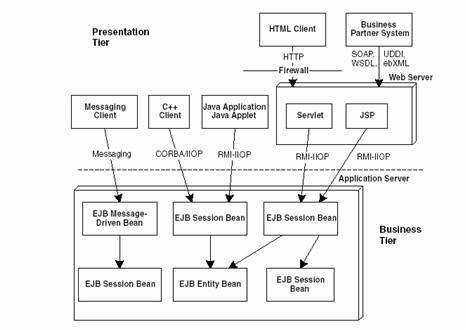 Presentation
Tier
HTML Client
Business
Partner System
HTTP
SOAP,
WSDL,
UDDI,
ebXML
Firewall
Web Server
Messaging
Client
C++
Client
Java Application
Java Applet
Servlet
JSP
Messaging
CORBA/IIOP
RMI-IIOP
RMI-IIOP
RMI-IIOP
Application Server
EJB Message-
Driven Bean
EJB Session Bean
EJB Session Bean
Business
Tier
EJB Session Bean
EJB Entity Bean
EJB Session
Bean